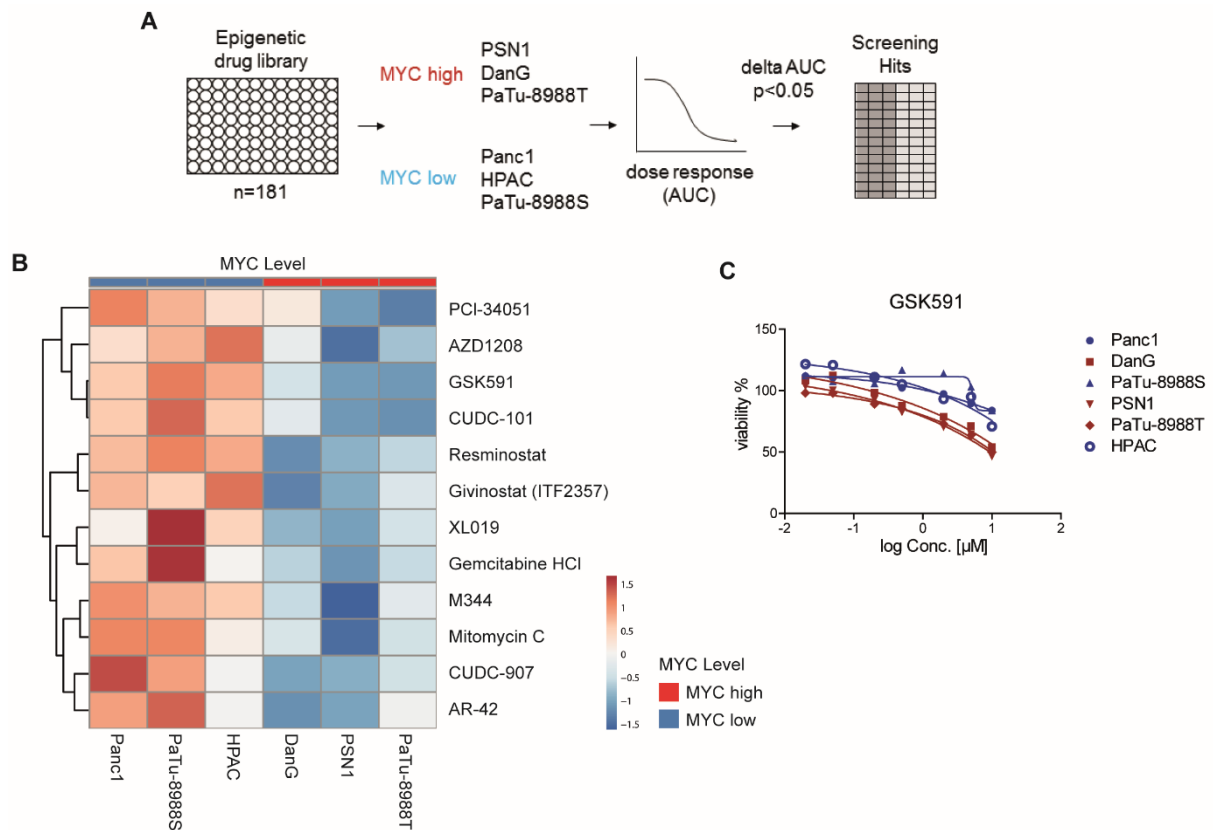 A
Epigenetic
drug library
n=181
MYC high
PSN1
DanG
PaTu-8988T
MYC low
Panc1
HPAC
PaTu-8988S
dose response
(AUC)
delta AUC
p<0.05
Screening
Hits
B
MYC Level
PCI-34051
AZD1208
GSK591
CUDC-101
Resminostat
Givinostat (ITF2357)
XL019
Gemcitabine HCl
M344
Mitomycin C
CUDC-907
AR-42
Panc1
PaTu-8988S
HPAC
DanG
PSN1
PaTu-8988T
1.5
1
0.5
0
−0.5
−1
−1.5
MYC Level
MYC high
MYC low
C
GSK591
viability %
150
100
50
0
-2
-1
0
1
2
log Conc. [µM]
Panc1
DanG
PaTu-8988S
PSN1
PaTu-8988T
HPAC